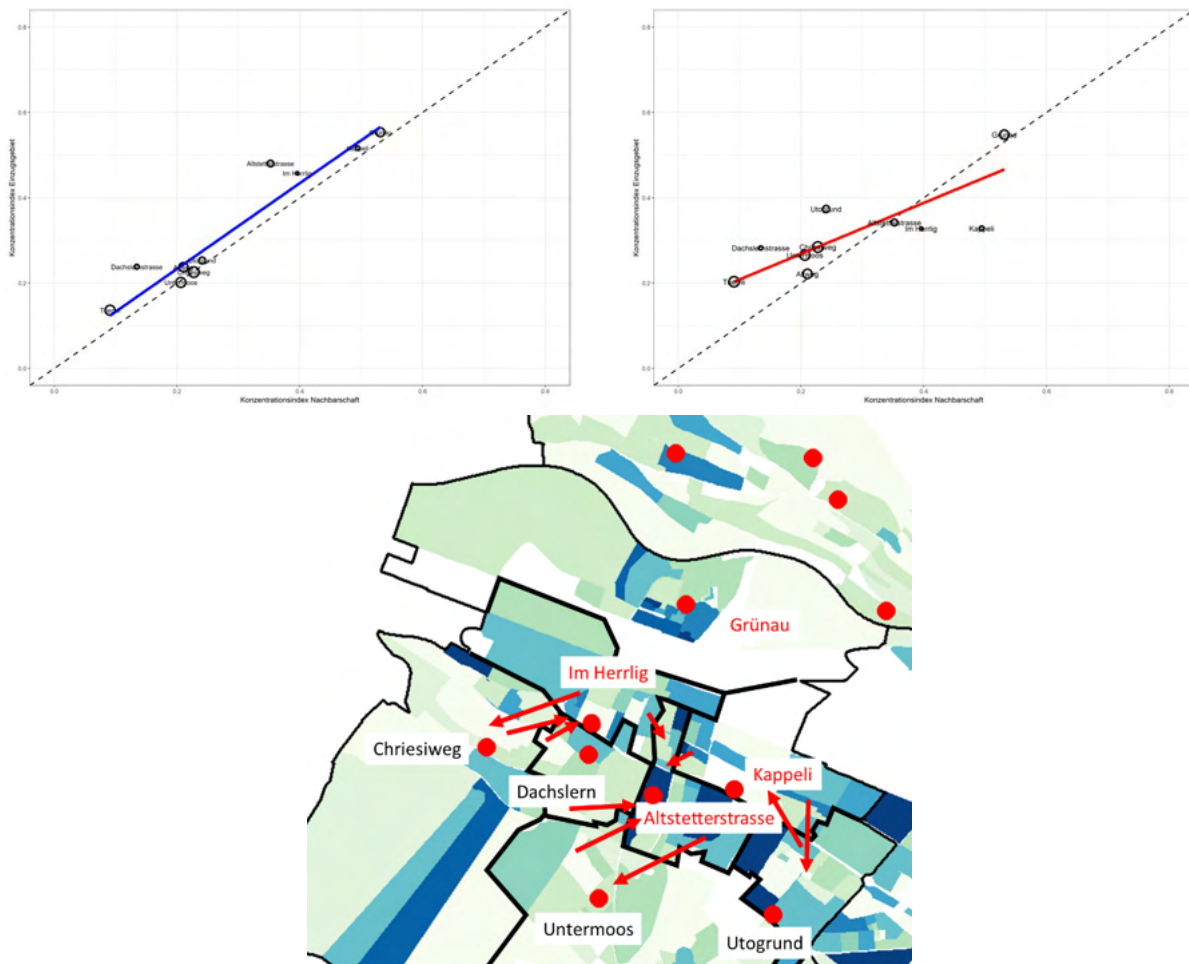 0.8
0.6
0.4
0.2
0.0
Konzentrationsindex Einzugsgebiet
Altstetterstrasse
Im Herrlig
Dachslernstrasse
Untermoos
0.0
0.2
0.4
0.6
0.8
Konzentrationsindex Nachbarschaft
0.8
0.6
0.4
0.2
0.0
Konzentrationsindex Einzugsgebiet
Grünau
Utogrund
Altstetterstrasse
Im Herrlig
Kappeli
Dachslernstrasse
Chriesiweg
Untermoos
0.0
0.2
0.4
0.6
0.8
Konzentrationsindex Nachbarschaft
Grünau
Im Herrlig
Chriesiweg
Kappeli
Dachslern
Altstetterstrasse
Untermoos
Utogrund